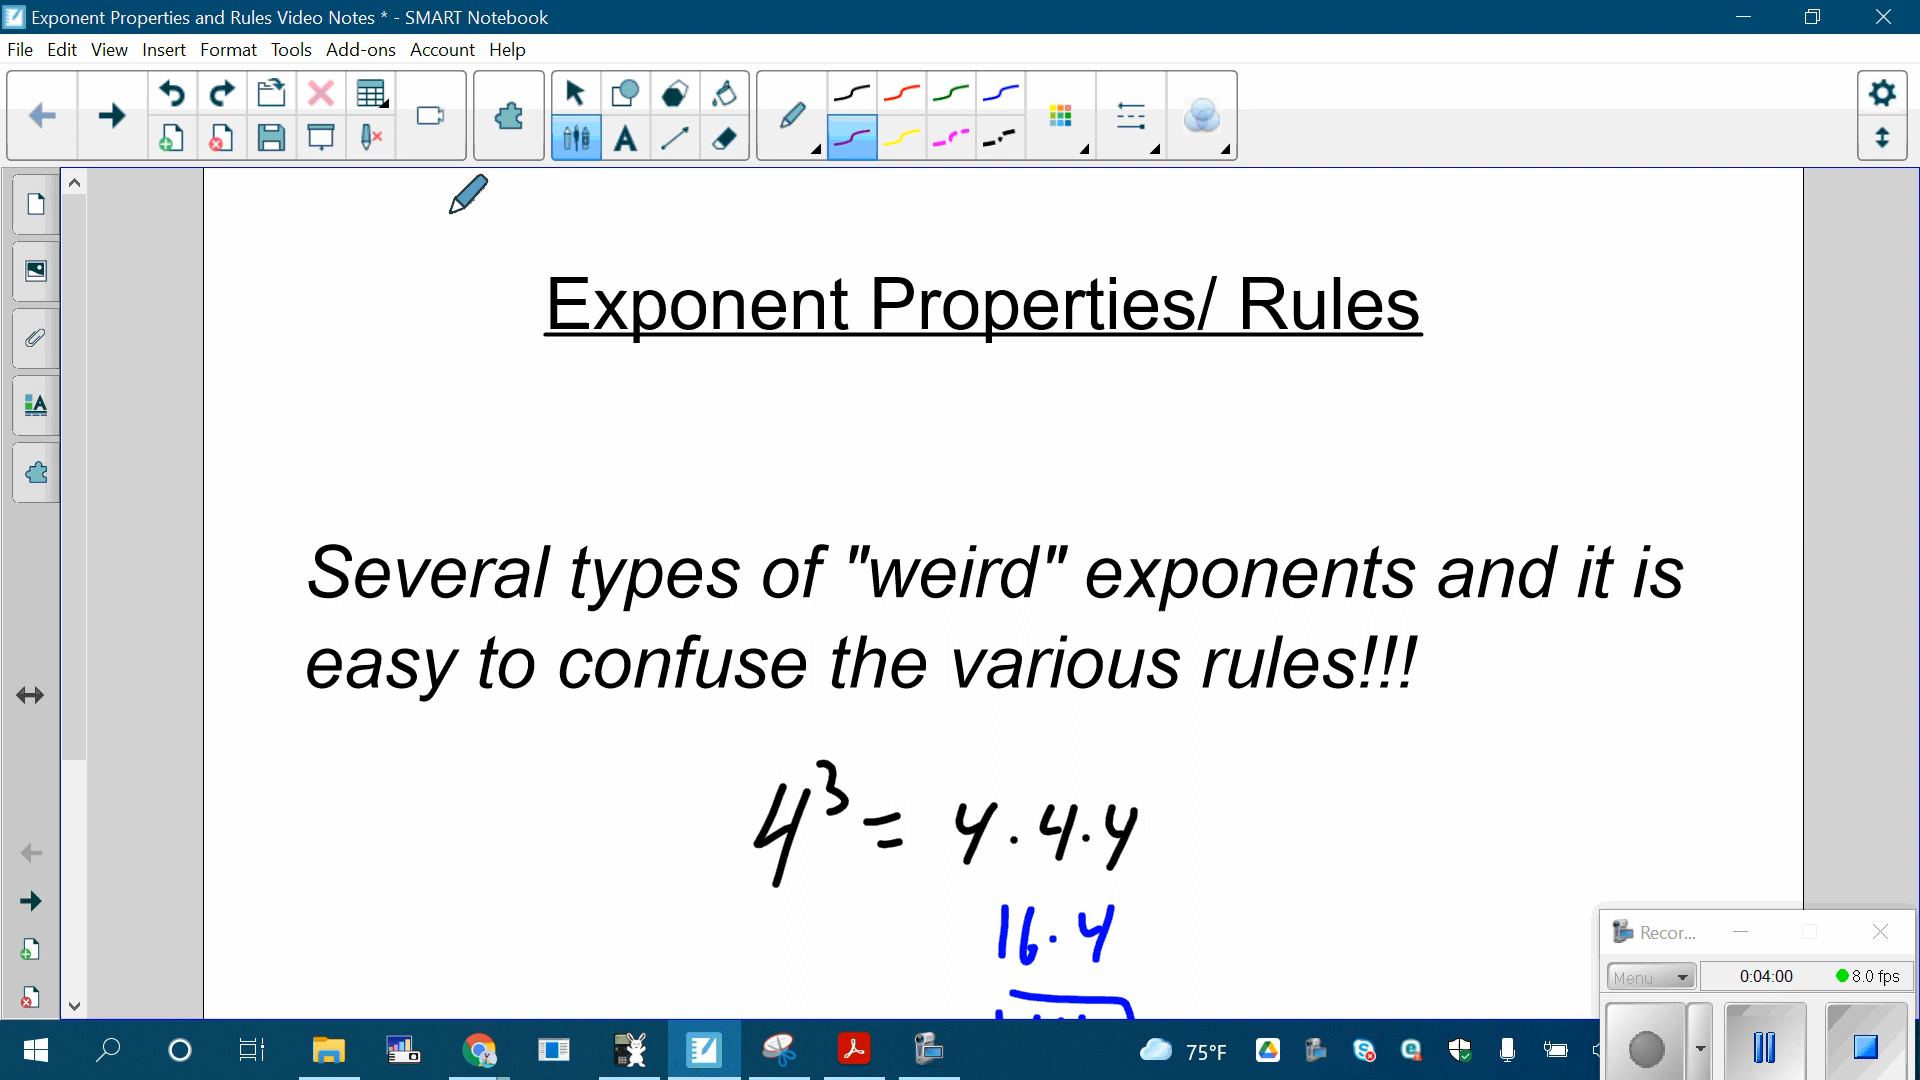 Exponent Properties and Rules Video Notes * - SMART Notebook
File Edit View Insert Format Tools Add-ons Account Help
Exponent Properties/ Rules
Several types of "weird" exponents and it is
easy to confuse the various rules!!!
4³ = 4 · 4 · 4
16 · 4
Recor...
Menu 0:04:00 8.0 fps
75°F